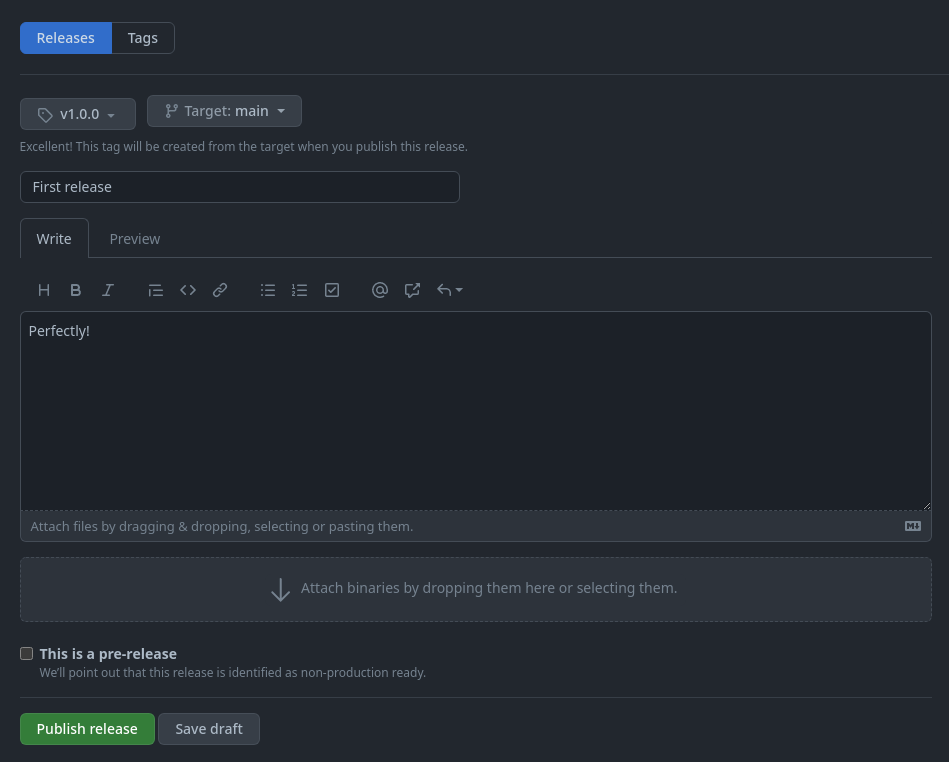 Releases Tags
v1.0.0 Target: main
Excellent! This tag will be created from the target when you publish this release.
First release
Write Preview
Perfectly!
Attach files by dragging & dropping, selecting or pasting them.
Attach binaries by dropping them here or selecting them.
This is a pre-release
We'll point out that this release is identified as non-production ready.
Publish release Save draft